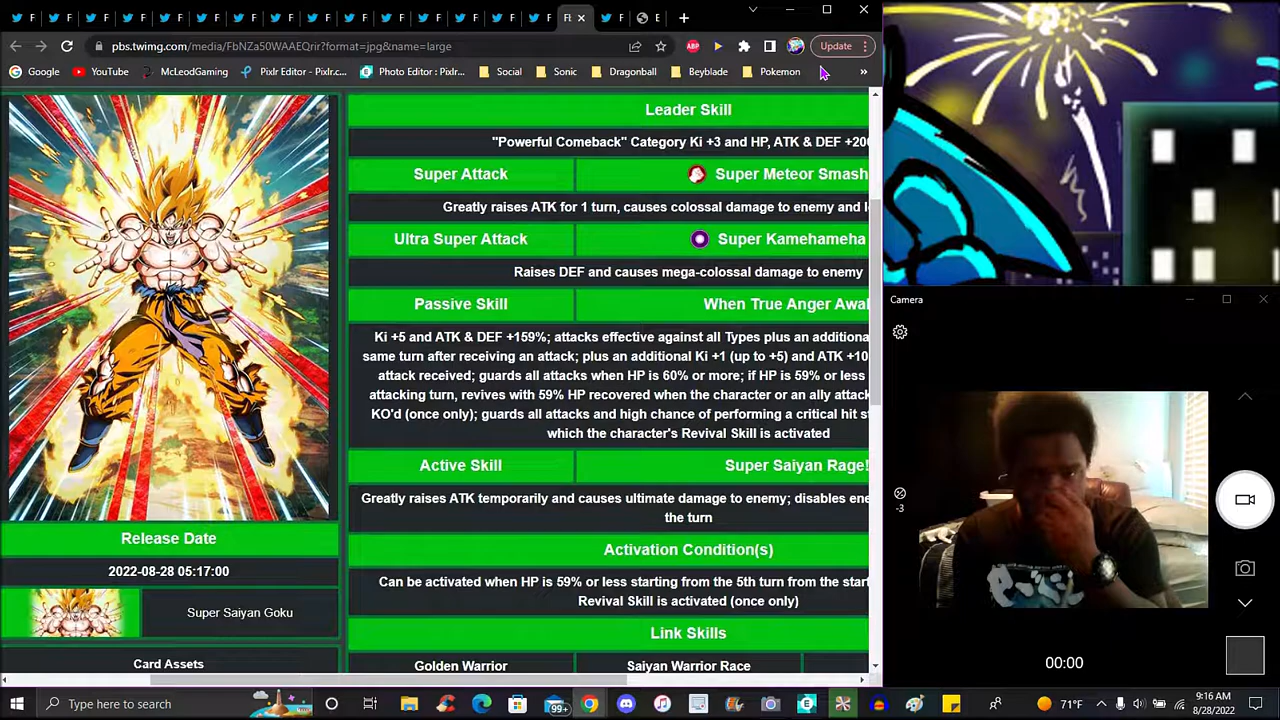 F
F
F
F
F
F
F
F
F
F
F
F
F
F
Fl
F
E
pbs.twimg.com/media/FbNZa50WAAEQrir?format=jpg&name=large
ABP
Update
Google
YouTube
McLeodGaming
Pixlr Editor - Pixlr.c...
Photo Editor : Pixlr...
Social
Sonic
Dragonball
Beyblade
Pokemon
»
Leader Skill
"Powerful Comeback" Category Ki +3 and HP, ATK & DEF +200
Super Attack
Super Meteor Smash
Greatly raises ATK for 1 turn, causes colossal damage to enemy and l
Ultra Super Attack
Super Kamehameha
Raises DEF and causes mega-colossal damage to enemy
Passive Skill
When True Anger Awa
Ki +5 and ATK & DEF +159%; attacks effective against all Types plus an additiona
same turn after receiving an attack; plus an additional Ki +1 (up to +5) and ATK +10
attack received; guards all attacks when HP is 60% or more; if HP is 59% or less
attacking turn, revives with 59% HP recovered when the character or an ally attack
KO'd (once only); guards all attacks and high chance of performing a critical hit s
which the character's Revival Skill is activated
Active Skill
Super Saiyan Rage!
Greatly raises ATK temporarily and causes ultimate damage to enemy; disables ene
the turn
Activation Condition(s)
Can be activated when HP is 59% or less starting from the 5th turn from the star
Revival Skill is activated (once only)
Link Skills
Golden Warrior
Saiyan Warrior Race
Release Date
2022-08-28 05:17:00
Super Saiyan Goku
Card Assets
Camera
-3
00:00
Type here to search
99+
71°F
9:16 AM
8/28/2022